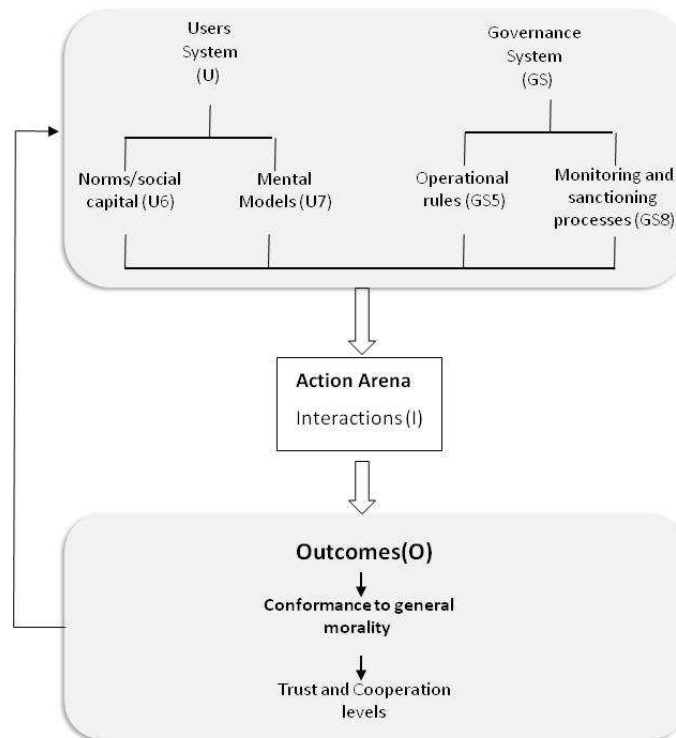 Users
System
(U)
Governance
System
(GS)
Norms/social
capital (U6)
Mental
Models (U7)
Operational
rules (GS5)
Monitoring and
sanctioning
processes (GS8)
Action Arena
Interactions (I)
Outcomes(O)
Conformance to general
morality
Trust and Cooperation
levels